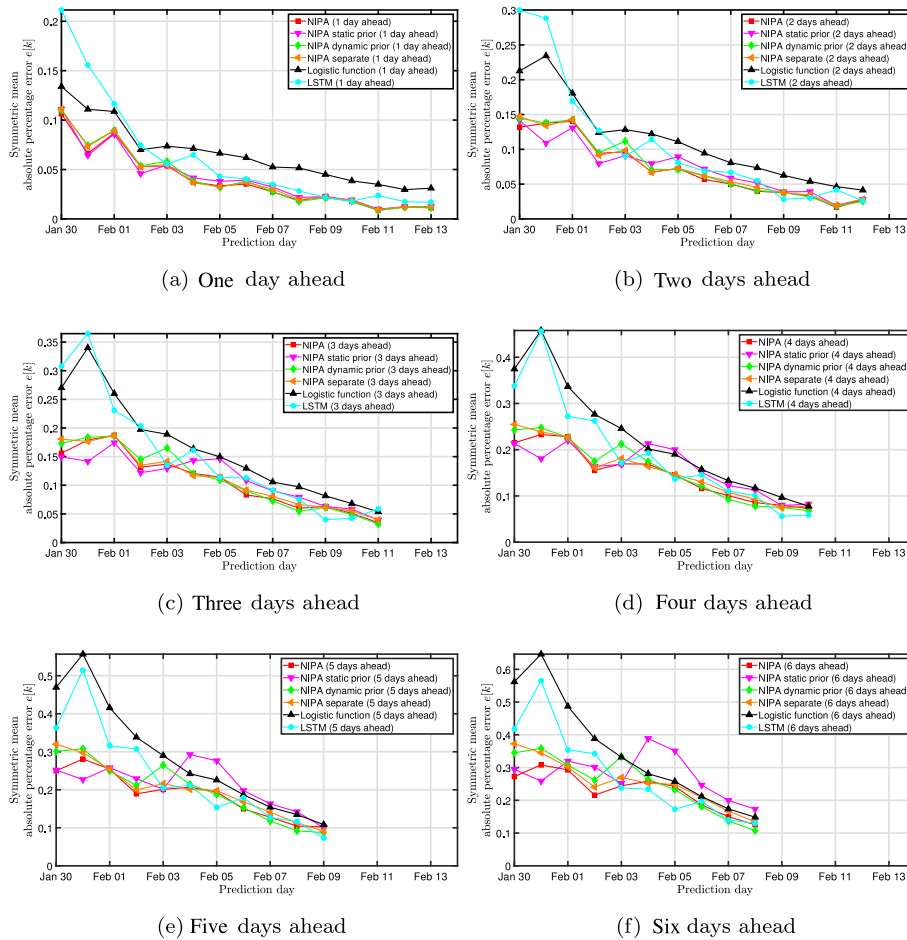 Symmetric mean
absolute percentage error e[k]
0.2
0.15
0.1
0.05
0
NIPA (1 day ahead)
NIPA static prior (1 day ahead)
NIPA dynamic prior (1 day ahead)
NIPA separate (1 day ahead)
Logistic function (1 day ahead)
LSTM (1 day ahead)
Jan 30 Feb 01 Feb 03 Feb 05 Feb 07 Feb 09 Feb 11 Feb 13
Prediction day
(a) One day ahead
Symmetric mean
absolute percentage error e[k]
0.3
0.25
0.2
0.15
0.1
0.05
0
NIPA (2 days ahead)
NIPA static prior (2 days ahead)
NIPA dynamic prior (2 days ahead)
NIPA separate (2 days ahead)
Logistic function (2 days ahead)
LSTM (2 days ahead)
Jan 30 Feb 01 Feb 03 Feb 05 Feb 07 Feb 09 Feb 11 Feb 13
Prediction day
(b) Two days ahead
Symmetric mean
absolute percentage error e[k]
0.35
0.3
0.25
0.2
0.15
0.1
0.05
0
NIPA (3 days ahead)
NIPA static prior (3 days ahead)
NIPA dynamic prior (3 days ahead)
NIPA separate (3 days ahead)
Logistic function (3 days ahead)
LSTM (3 days ahead)
Jan 30 Feb 01 Feb 03 Feb 05 Feb 07 Feb 09 Feb 11 Feb 13
Prediction day
(c) Three days ahead
Symmetric mean
absolute percentage error e[k]
0.4
0.3
0.2
0.1
0
NIPA (4 days ahead)
NIPA static prior (4 days ahead)
NIPA dynamic prior (4 days ahead)
NIPA separate (4 days ahead)
Logistic function (4 days ahead)
LSTM (4 days ahead)
Jan 30 Feb 01 Feb 03 Feb 05 Feb 07 Feb 09 Feb 11 Feb 13
Prediction day
(d) Four days ahead
Symmetric mean
absolute percentage error e[k]
0.5
0.4
0.3
0.2
0.1
0
NIPA (5 days ahead)
NIPA static prior (5 days ahead)
NIPA dynamic prior (5 days ahead)
NIPA separate (5 days ahead)
Logistic function (5 days ahead)
LSTM (5 days ahead)
Jan 30 Feb 01 Feb 03 Feb 05 Feb 07 Feb 09 Feb 11 Feb 13
Prediction day
(e) Five days ahead
Symmetric mean
absolute percentage error e[k]
0.6
0.5
0.4
0.3
0.2
0.1
0
NIPA (6 days ahead)
NIPA static prior (6 days ahead)
NIPA dynamic prior (6 days ahead)
NIPA separate (6 days ahead)
Logistic function (6 days ahead)
LSTM (6 days ahead)
Jan 30 Feb 01 Feb 03 Feb 05 Feb 07 Feb 09 Feb 11 Feb 13
Prediction day
(f) Six days ahead